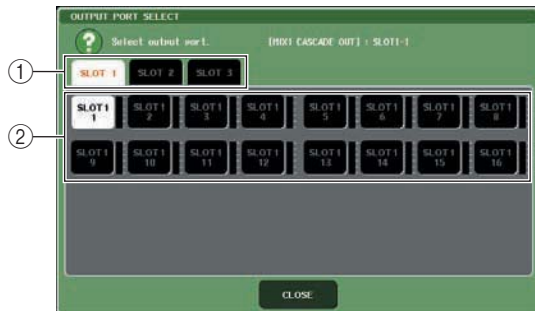 OUTPUT PORT SELECT
? Select output port. [MIX1 CASCADE OUT] : SLOT1-1
① SLOT 1 SLOT 2 SLOT 3
② SLOT1 1 SLOT1 2 SLOT1 3 SLOT1 4 SLOT1 5 SLOT1 6 SLOT1 7 SLOT1 8
SLOT1 9 SLOT1 10 SLOT1 11 SLOT1 12 SLOT1 13 SLOT1 14 SLOT1 15 SLOT1 16
CLOSE